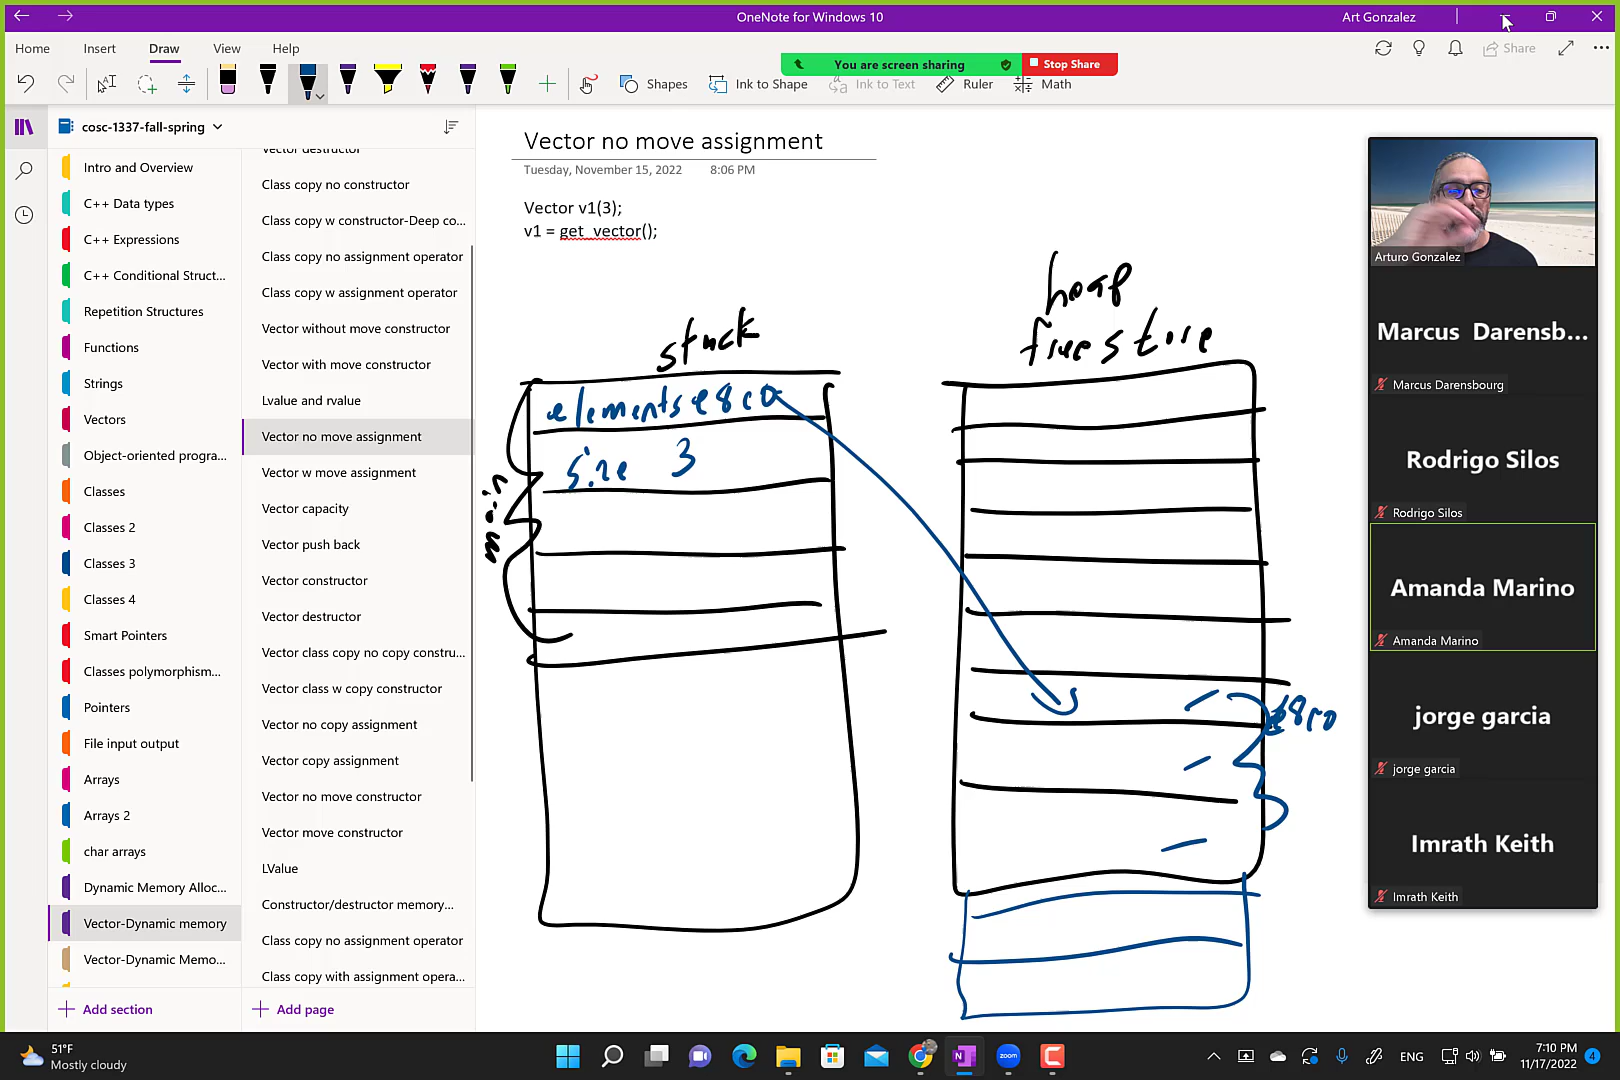 OneNote for Windows 10
Art Gonzalez
Home Insert Draw View Help
Share
You are screen sharing
Stop Share
Shapes
Ink to Shape
Ink to Text
Ruler
Math
cosc-1337-fall-spring
Intro and Overview
C++ Data types
C++ Expressions
C++ Conditional Struct...
Repetition Structures
Functions
Strings
Vectors
Object-oriented progra...
Classes
Classes 2
Classes 3
Classes 4
Smart Pointers
Classes polymorphism...
Pointers
File input output
Arrays
Arrays 2
char arrays
Dynamic Memory Alloc...
Vector-Dynamic memory
Vector-Dynamic Memo...
Add section
Vector destructor
Class copy no constructor
Class copy w constructor-Deep co...
Class copy no assignment operator
Class copy w assignment operator
Vector without move constructor
Vector with move constructor
Lvalue and rvalue
Vector no move assignment
Vector w move assignment
Vector capacity
Vector push back
Vector constructor
Vector destructor
Vector class copy no copy constru...
Vector class w copy constructor
Vector no copy assignment
Vector copy assignment
Vector no move constructor
Vector move constructor
LValue
Constructor/destructor memory...
Class copy no assignment operator
Class copy with assignment opera...
Add page
Vector no move assignment
Tuesday, November 15, 2022 8:06 PM
Vector v1(3);
v1 = get_vector();
stack
elements e8c0
size 3
main
heap
free store
e8c0
Arturo Gonzalez
Marcus Darensb...
Marcus Darensbourg
Rodrigo Silos
Rodrigo Silos
Amanda Marino
Amanda Marino
jorge garcia
jorge garcia
Imrath Keith
Imrath Keith
51°F
Mostly cloudy
zoom
ENG
7:10 PM
11/17/2022
4